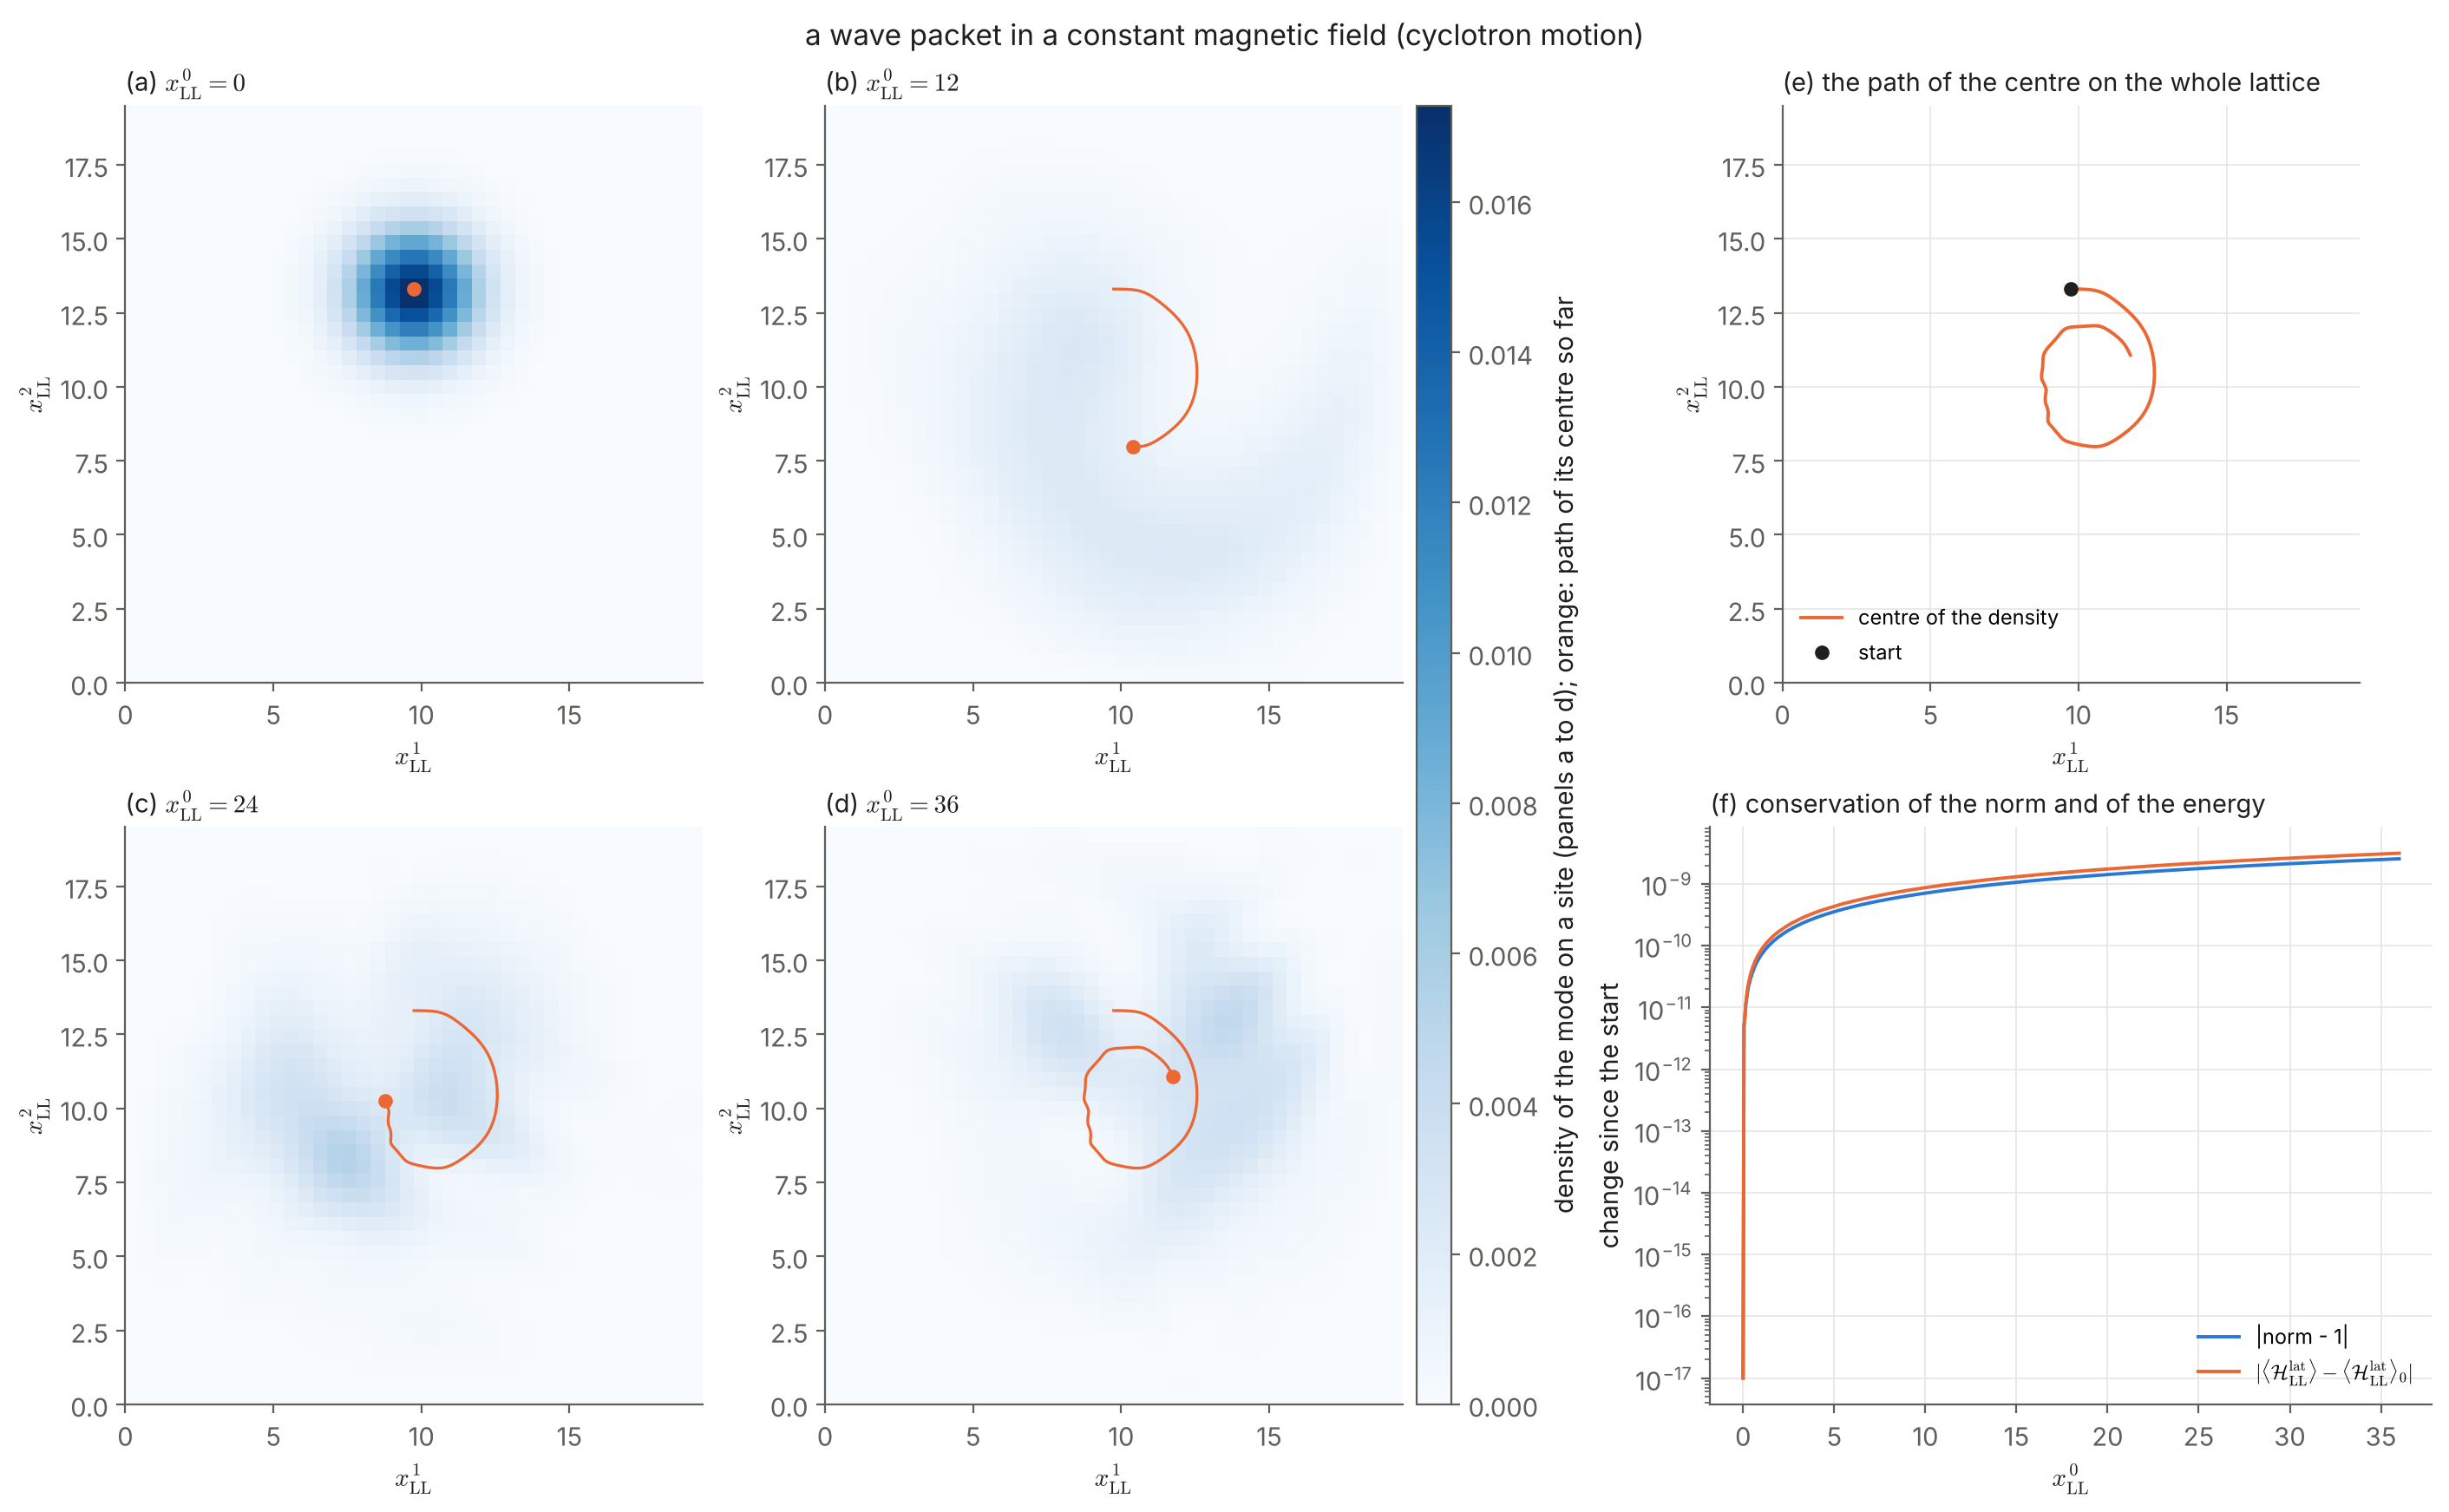 a wave packet in a constant magnetic field (cyclotron motion)
(a) x⁰_LL = 0
17.5
15.0
12.5
10.0
7.5
5.0
2.5
0.0
x²_LL
0 5 10 15
x¹_LL
(b) x⁰_LL = 12
17.5
15.0
12.5
10.0
7.5
5.0
2.5
0.0
x²_LL
0 5 10 15
x¹_LL
(c) x⁰_LL = 24
17.5
15.0
12.5
10.0
7.5
5.0
2.5
0.0
x²_LL
0 5 10 15
x¹_LL
(d) x⁰_LL = 36
17.5
15.0
12.5
10.0
7.5
5.0
2.5
0.0
x²_LL
0 5 10 15
x¹_LL
0.016
0.014
0.012
0.010
0.008
0.006
0.004
0.002
0.000
density of the mode on a site (panels a to d); orange: path of its centre so far
(e) the path of the centre on the whole lattice
17.5
15.0
12.5
10.0
7.5
5.0
2.5
0.0
x²_LL
centre of the density
start
0 5 10 15
x¹_LL
(f) conservation of the norm and of the energy
10⁻⁹
10⁻¹⁰
10⁻¹¹
10⁻¹²
10⁻¹³
10⁻¹⁴
10⁻¹⁵
10⁻¹⁶
10⁻¹⁷
change since the start
|norm - 1|
|⟨ℋ^lat_LL⟩ − ⟨ℋ^lat_LL⟩₀|
0 5 10 15 20 25 30 35
x⁰_LL